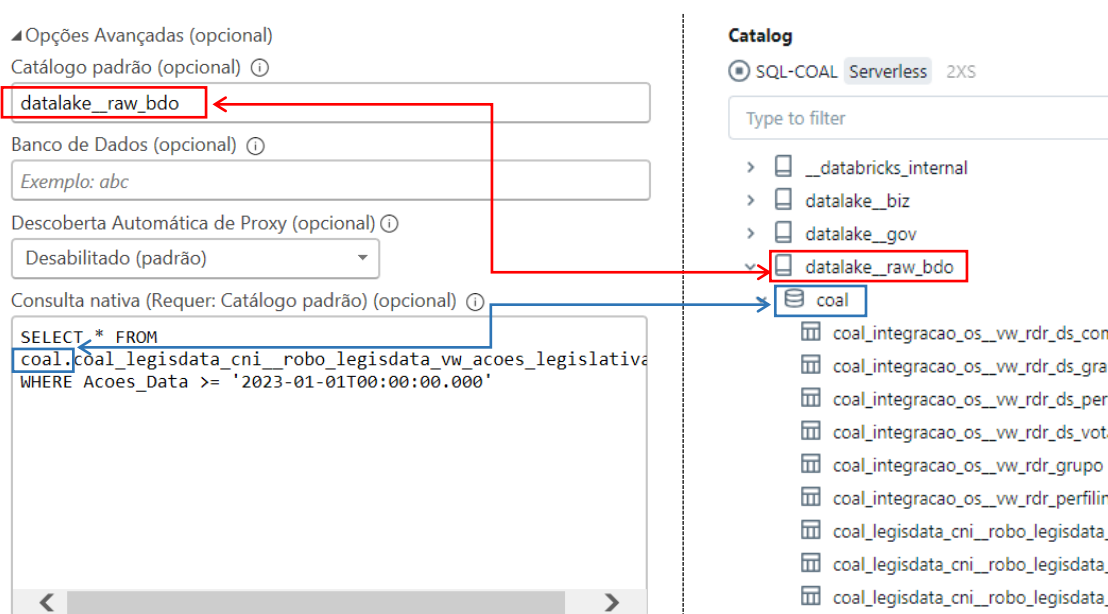 Opções Avançadas (opcional)
Catálogo padrão (opcional)
datalake__raw_bdo
Banco de Dados (opcional)
Exemplo: abc
Descoberta Automática de Proxy (opcional)
Desabilitado (padrão)
Consulta nativa (Requer: Catálogo padrão) (opcional)
SELECT * FROM
coal.coal_legisdata_cni__robo_legisdata_vw_acoes_legislativa
WHERE Acoes_Data >= '2023-01-01T00:00:00.000'
Catalog
SQL-COAL Serverless 2XS
Type to filter
__databricks_internal
datalake__biz
datalake__gov
datalake__raw_bdo
coal
coal_integracao_os__vw_rdr_ds_con
coal_integracao_os__vw_rdr_ds_gra
coal_integracao_os__vw_rdr_ds_per
coal_integracao_os__vw_rdr_ds_vota
coal_integracao_os__vw_rdr_grupo
coal_integracao_os__vw_rdr_perfilin
coal_legisdata_cni__robo_legisdata_
coal_legisdata_cni__robo_legisdata_
coal_legisdata_cni__robo_legisdata_